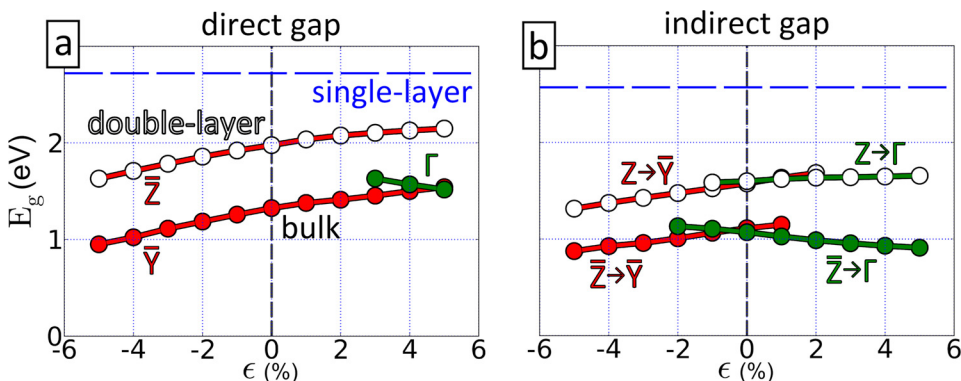 direct gap
indirect gap
a
b
single-layer
double-layer
Z̄
Γ
bulk
Ȳ
E_g (eV)
2
1
0
-6 -4 -2 0 2 4 6
ϵ (%)
Z→Ȳ
Z→Γ
Z̄→Ȳ
Z̄→Γ
-6 -4 -2 0 2 4 6
ϵ (%)